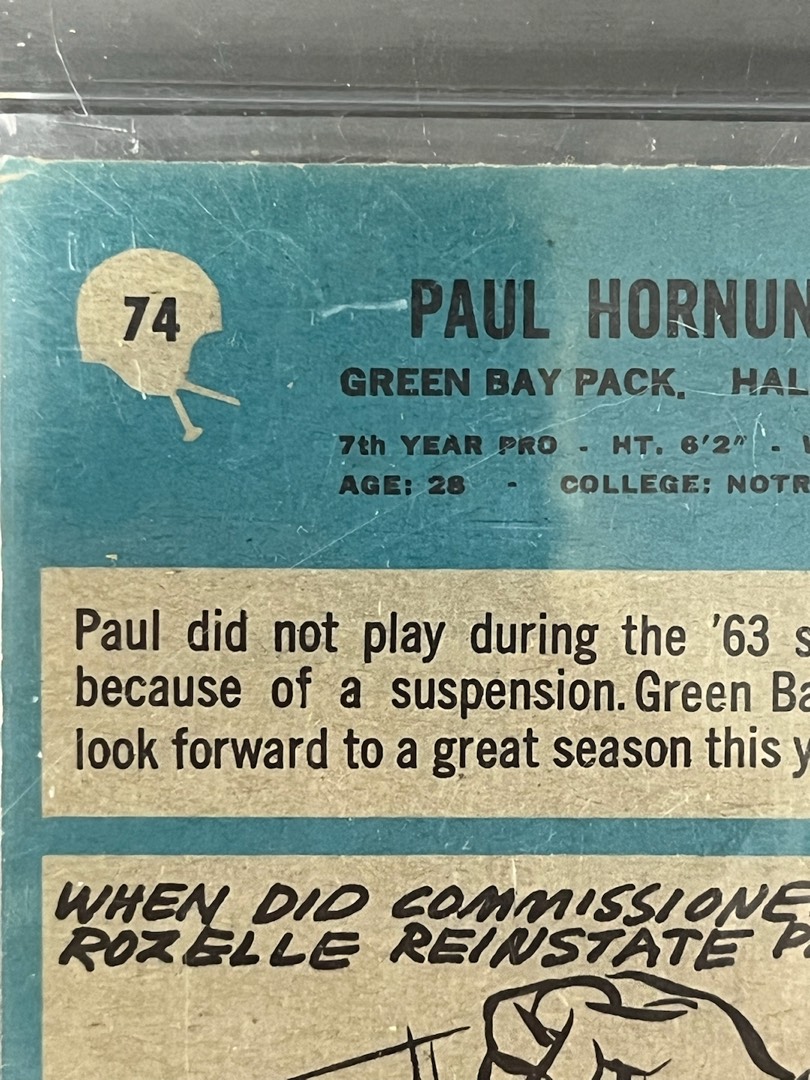 74
PAUL HORNUN
GREEN BAY PACK. HAL
7th YEAR PRO - HT. 6'2" -
AGE: 28 - COLLEGE: NOTR
Paul did not play during the '63 s
because of a suspension. Green Ba
look forward to a great season this y
WHEN DID COMMISSIONE
ROZELLE REINSTATE P